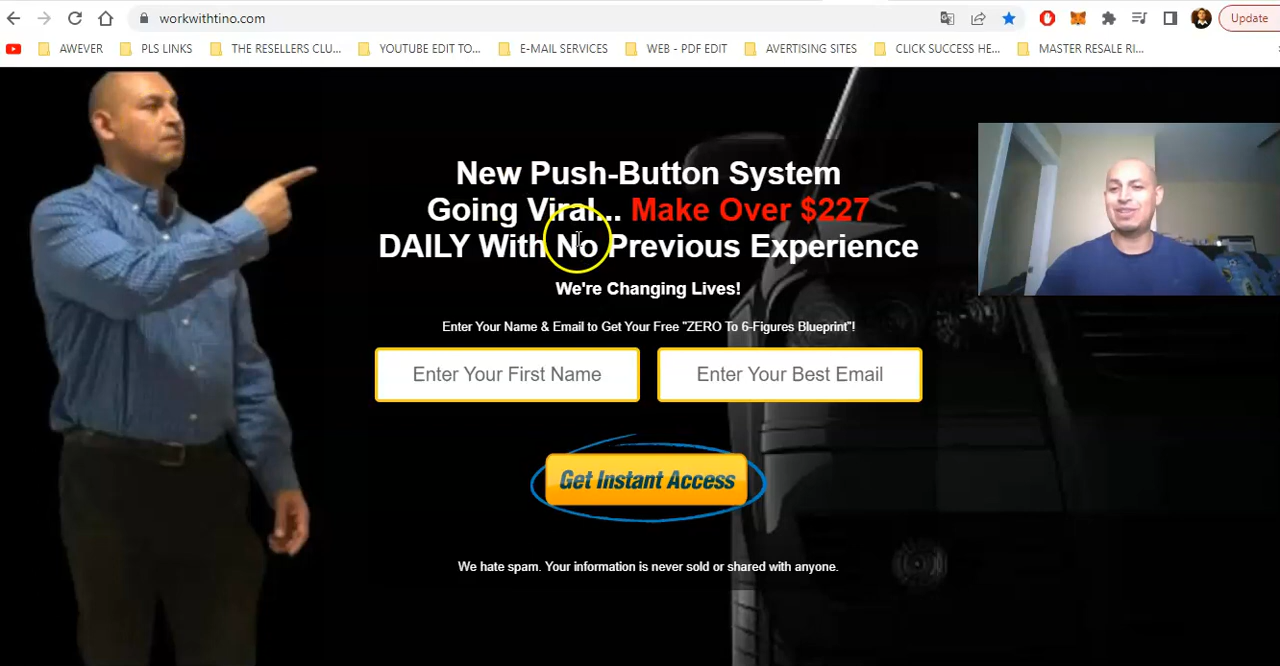 workwithtino.com
Update
AWEVER
PLS LINKS
THE RESELLERS CLU...
YOUTUBE EDIT TO...
E-MAIL SERVICES
WEB - PDF EDIT
AVERTISING SITES
CLICK SUCCESS HE...
MASTER RESALE RI...
New Push-Button System
Going Viral... Make Over $227
DAILY With No Previous Experience
We're Changing Lives!
Enter Your Name & Email to Get Your Free "ZERO To 6-Figures Blueprint"!
Enter Your First Name
Enter Your Best Email
Get Instant Access
We hate spam. Your information is never sold or shared with anyone.